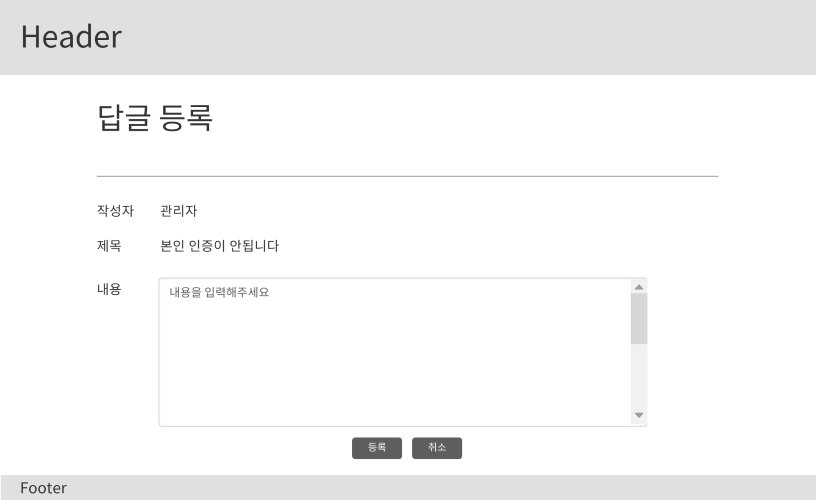 Header
답글 등록
작성자 관리자
제목 본인 인증이 안됩니다
내용 내용을 입력해주세요
등록 취소
Footer